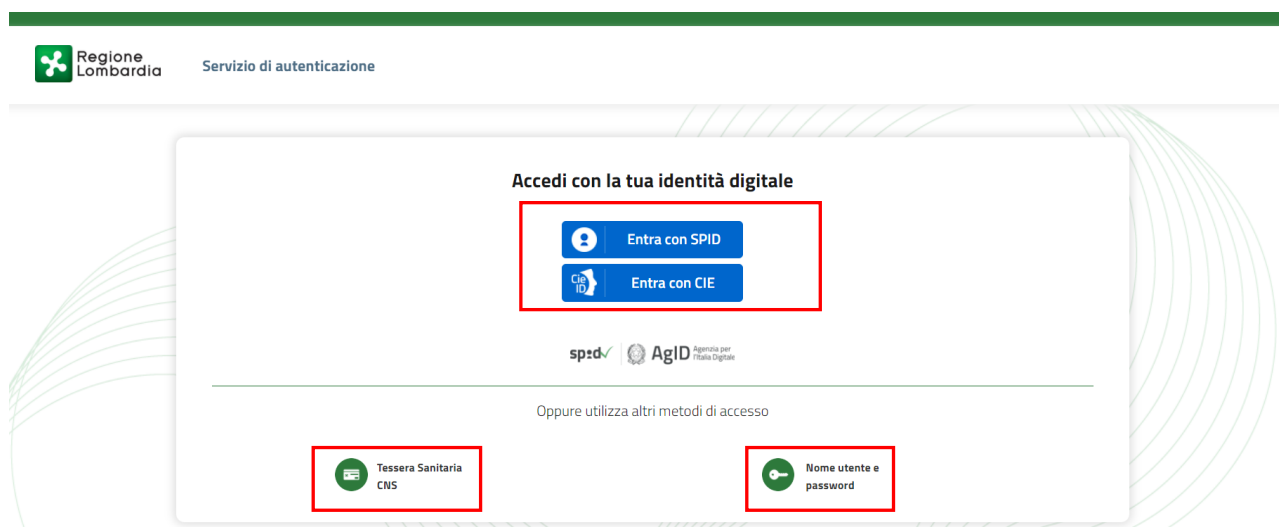 Regione
Lombardia
Servizio di autenticazione
Accedi con la tua identità digitale
Entra con SPID
Cie
ID
Entra con CIE
sp:d
AgID
Agenzia per
l'Italia Digitale
Oppure utilizza altri metodi di accesso
Tessera Sanitaria
CNS
Nome utente e
password